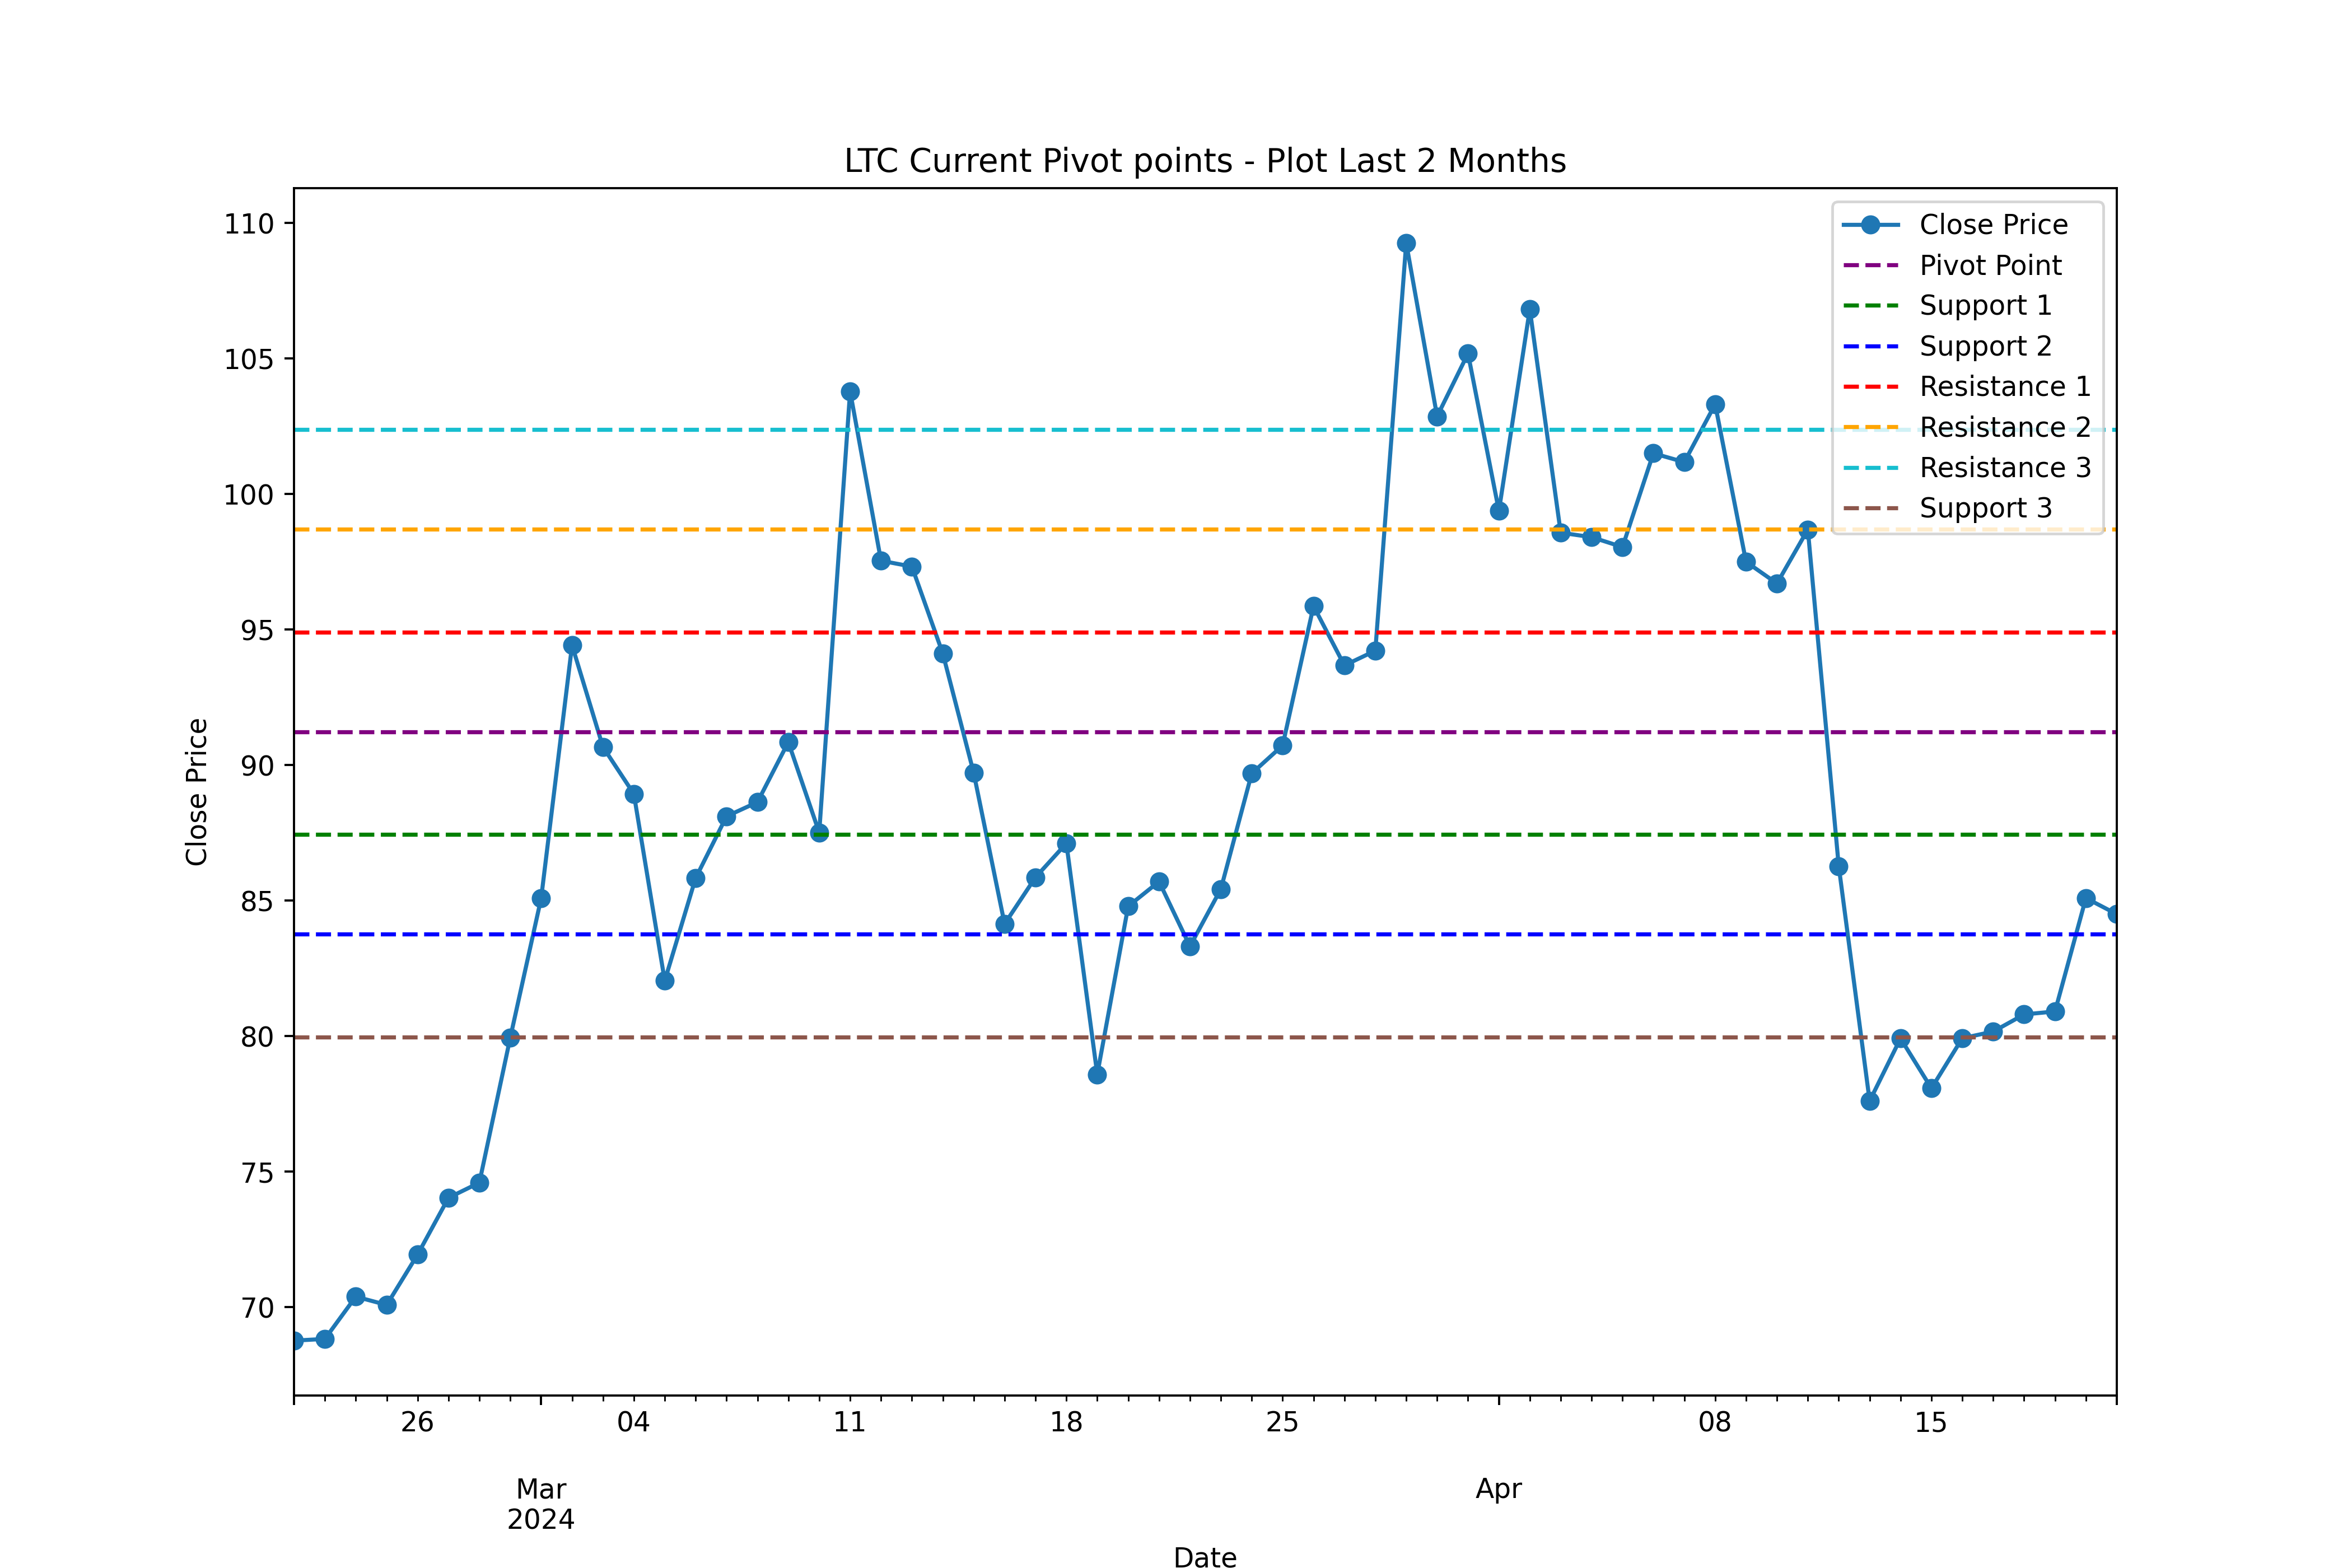 LTC Current Pivot points - Plot Last 2 Months
110
105
100
95
90
85
80
75
70
Close Price
Close Price
Pivot Point
Support 1
Support 2
Resistance 1
Resistance 2
Resistance 3
Support 3
26 04 11 18 25 08 15
Mar Apr
2024
Date